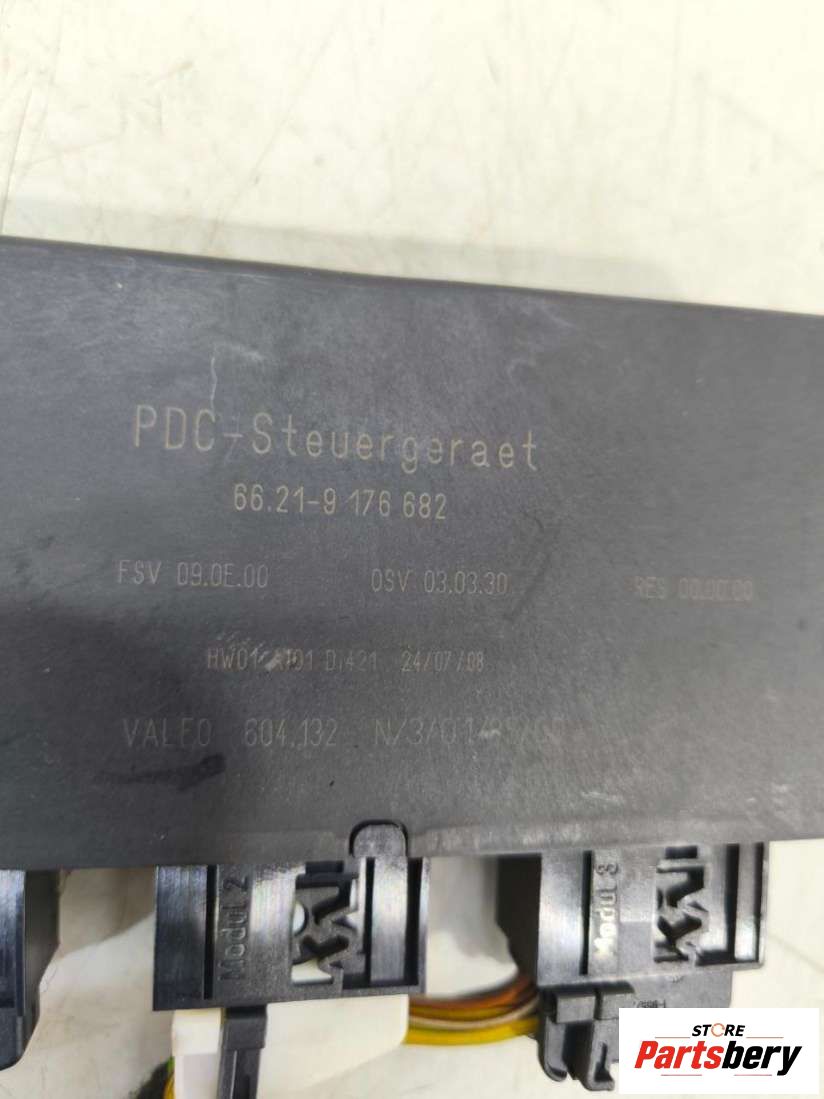 PDC-Steuergeraet
66.21-9 176 682
FSV 09.0E.00 OSV 03.03.30 RES 00.00.00
24/07/08
VALEO 604.132
Modul 2
Modul 3
STORE
Partsbery